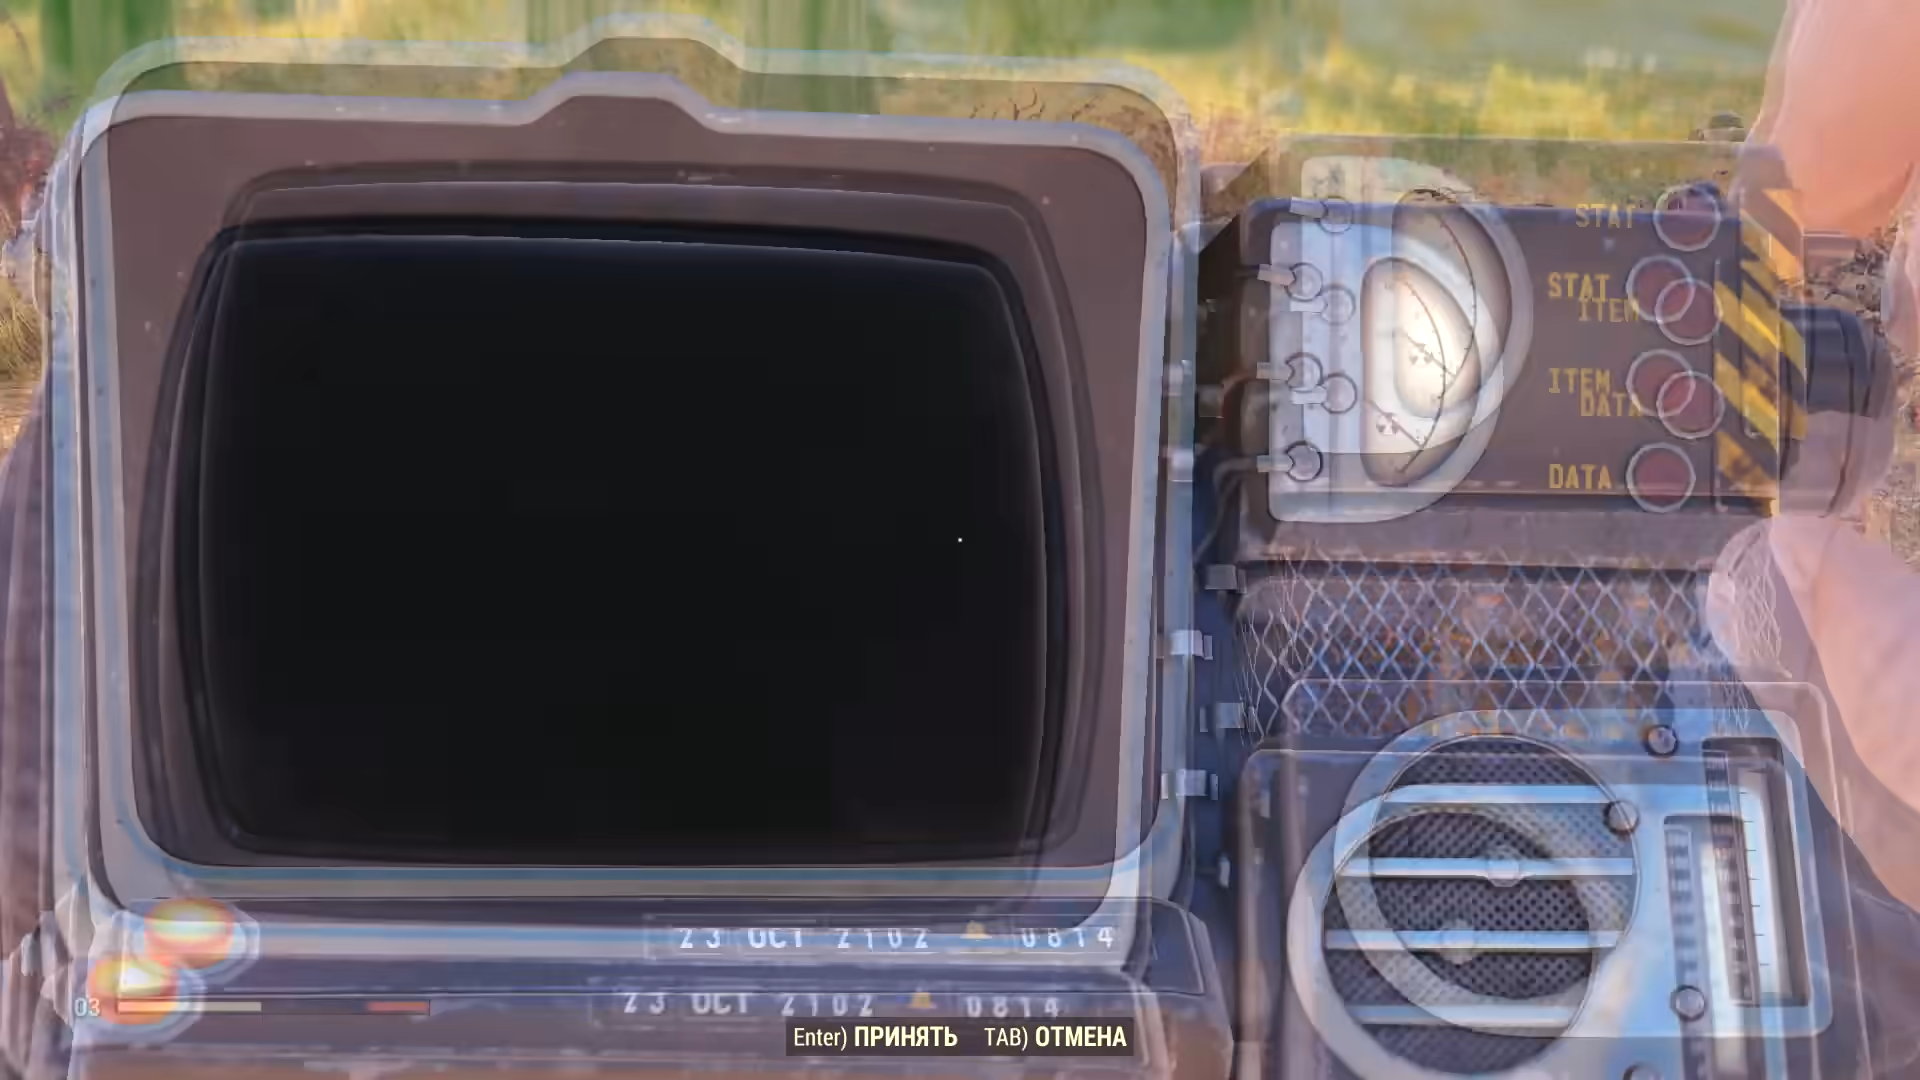 STAT
STAT
ITEM
ITEM
DATA
DATA
23 OCT 2102 0814
03
23 OCT 2102 0814
Enter) ПРИНЯТЬ TAB) ОТМЕНА